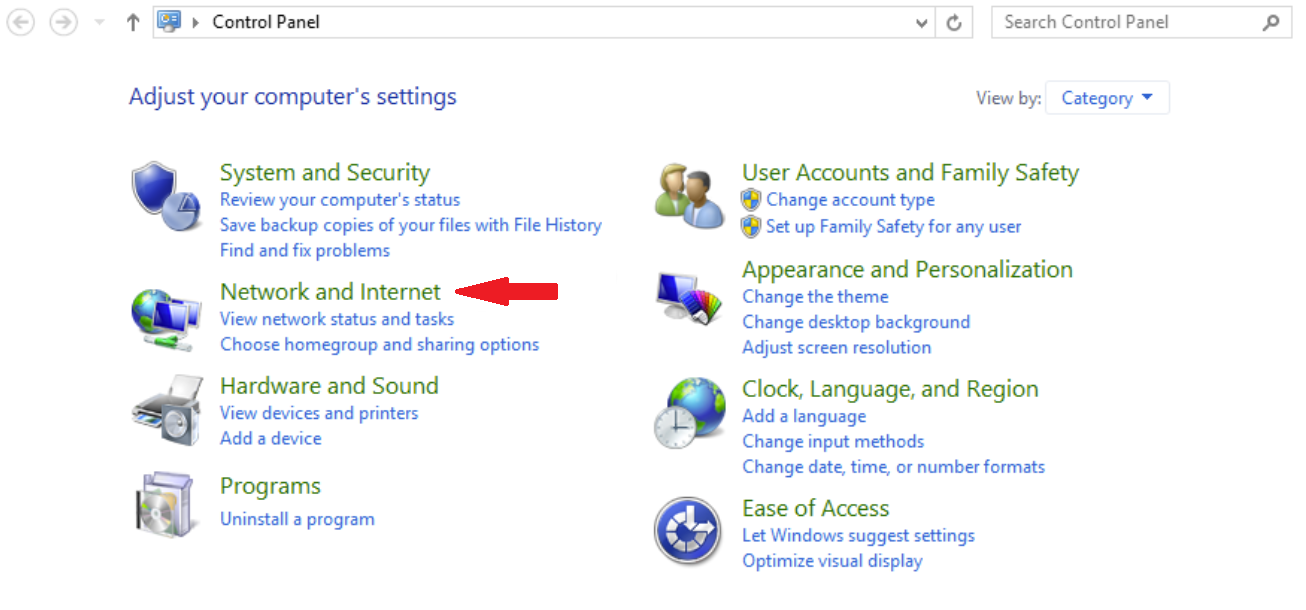 Control Panel
Search Control Panel
Adjust your computer's settings
View by: Category
System and Security
Review your computer's status
Save backup copies of your files with File History
Find and fix problems
Network and Internet
View network status and tasks
Choose homegroup and sharing options
Hardware and Sound
View devices and printers
Add a device
Programs
Uninstall a program
User Accounts and Family Safety
Change account type
Set up Family Safety for any user
Appearance and Personalization
Change the theme
Change desktop background
Adjust screen resolution
Clock, Language, and Region
Add a language
Change input methods
Change date, time, or number formats
Ease of Access
Let Windows suggest settings
Optimize visual display